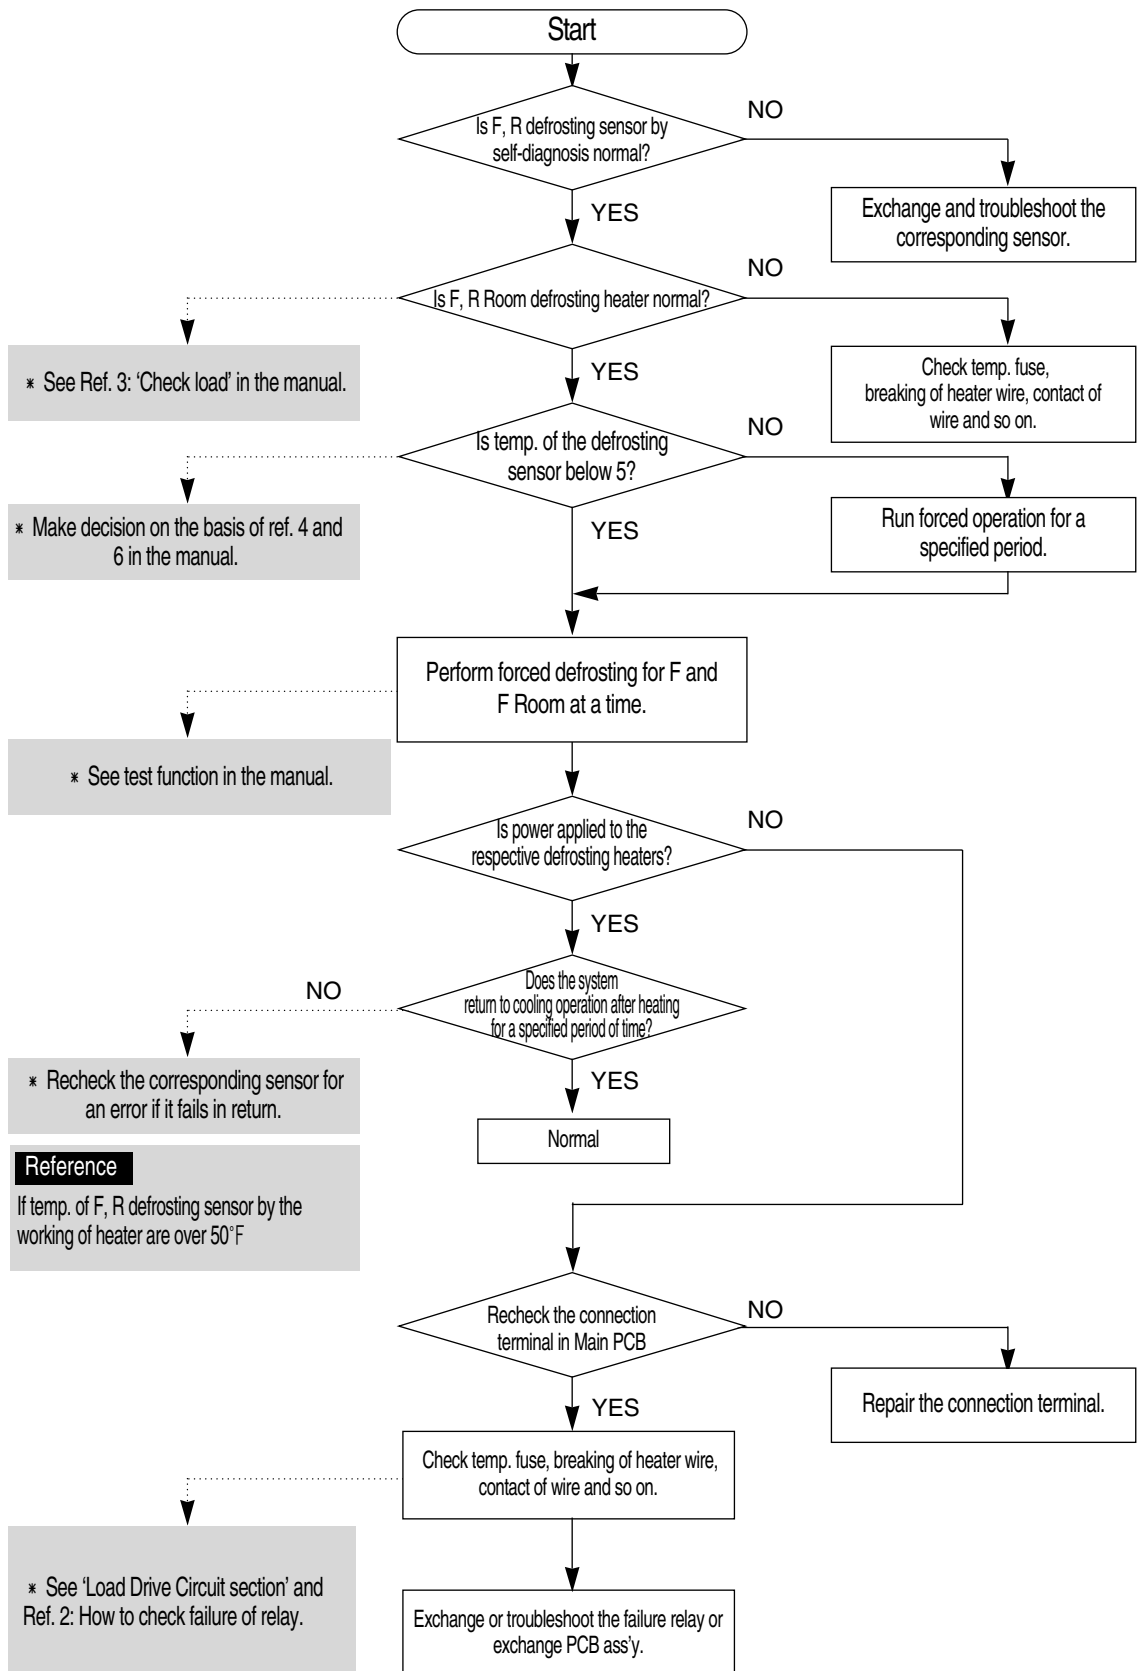 Start
Is F, R defrosting sensor by
self-diagnosis normal?
NO
YES
Exchange and troubleshoot the
corresponding sensor.
Is F, R Room defrosting heater normal?
NO
YES
* See Ref. 3: ‘Check load’ in the manual.
Check temp. fuse,
breaking of heater wire, contact of
wire and so on.
Is temp. of the defrosting
sensor below 5?
NO
YES
* Make decision on the basis of ref. 4 and
6 in the manual.
Run forced operation for a
specified period.
Perform forced defrosting for F and
F Room at a time.
* See test function in the manual.
Is power applied to the
respective defrosting heaters?
NO
YES
Does the system
return to cooling operation after heating
for a specified period of time?
NO
YES
* Recheck the corresponding sensor for
an error if it fails in return.
Normal
Reference
If temp. of F, R defrosting sensor by the
working of heater are over 50°F
Recheck the connection
terminal in Main PCB
NO
YES
Repair the connection terminal.
Check temp. fuse, breaking of heater wire,
contact of wire and so on.
* See ‘Load Drive Circuit section’ and
Ref. 2: How to check failure of relay.
Exchange or troubleshoot the failure relay or
exchange PCB ass’y.